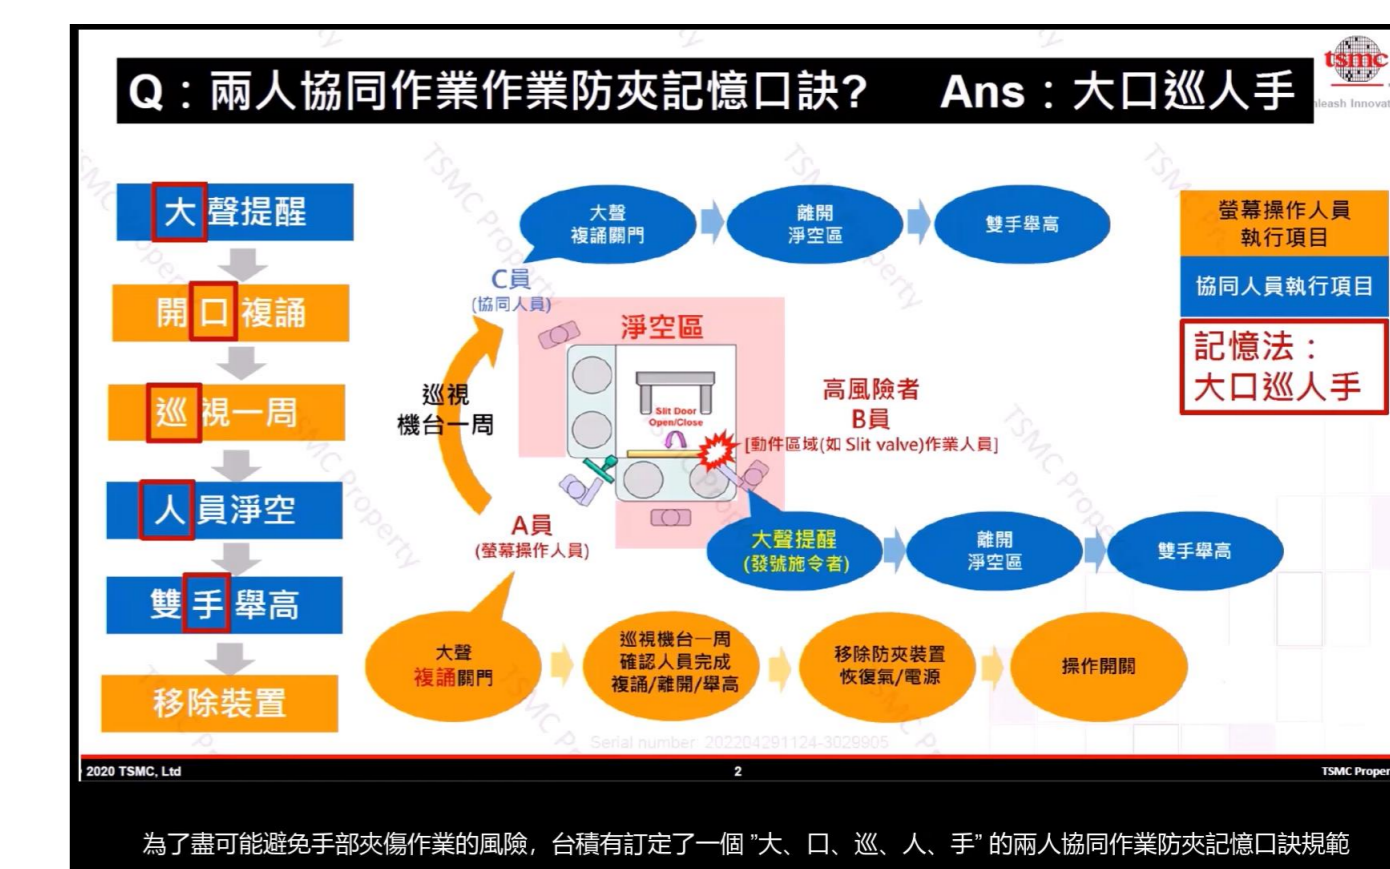 Q：兩人協同作業作業防夾記憶口訣?　Ans：大口巡人手
tsmc
大聲提醒
開口複誦
巡視一周
人員淨空
雙手舉高
移除裝置
大聲
複誦關門
離開
淨空區
雙手舉高
螢幕操作人員
執行項目
協同人員執行項目
記憶法：
大口巡人手
C員
(協同人員)
淨空區
巡視
機台一周
Slit Door
Open/Close
高風險者
B員
[動件區域(如 Slit valve)作業人員]
A員
(螢幕操作人員)
大聲提醒
(發號施令者)
離開
淨空區
雙手舉高
大聲
複誦關門
巡視機台一周
確認人員完成
複誦/離開/舉高
移除防夾裝置
恢復氣/電源
操作開關
TSMC Property
Serial number 202204291124-3029905
2020 TSMC, Ltd
2
TSMC Proper
為了盡可能避免手部夾傷作業的風險，台積有訂定了一個 ”大、口、巡、人、手” 的兩人協同作業防夾記憶口訣規範